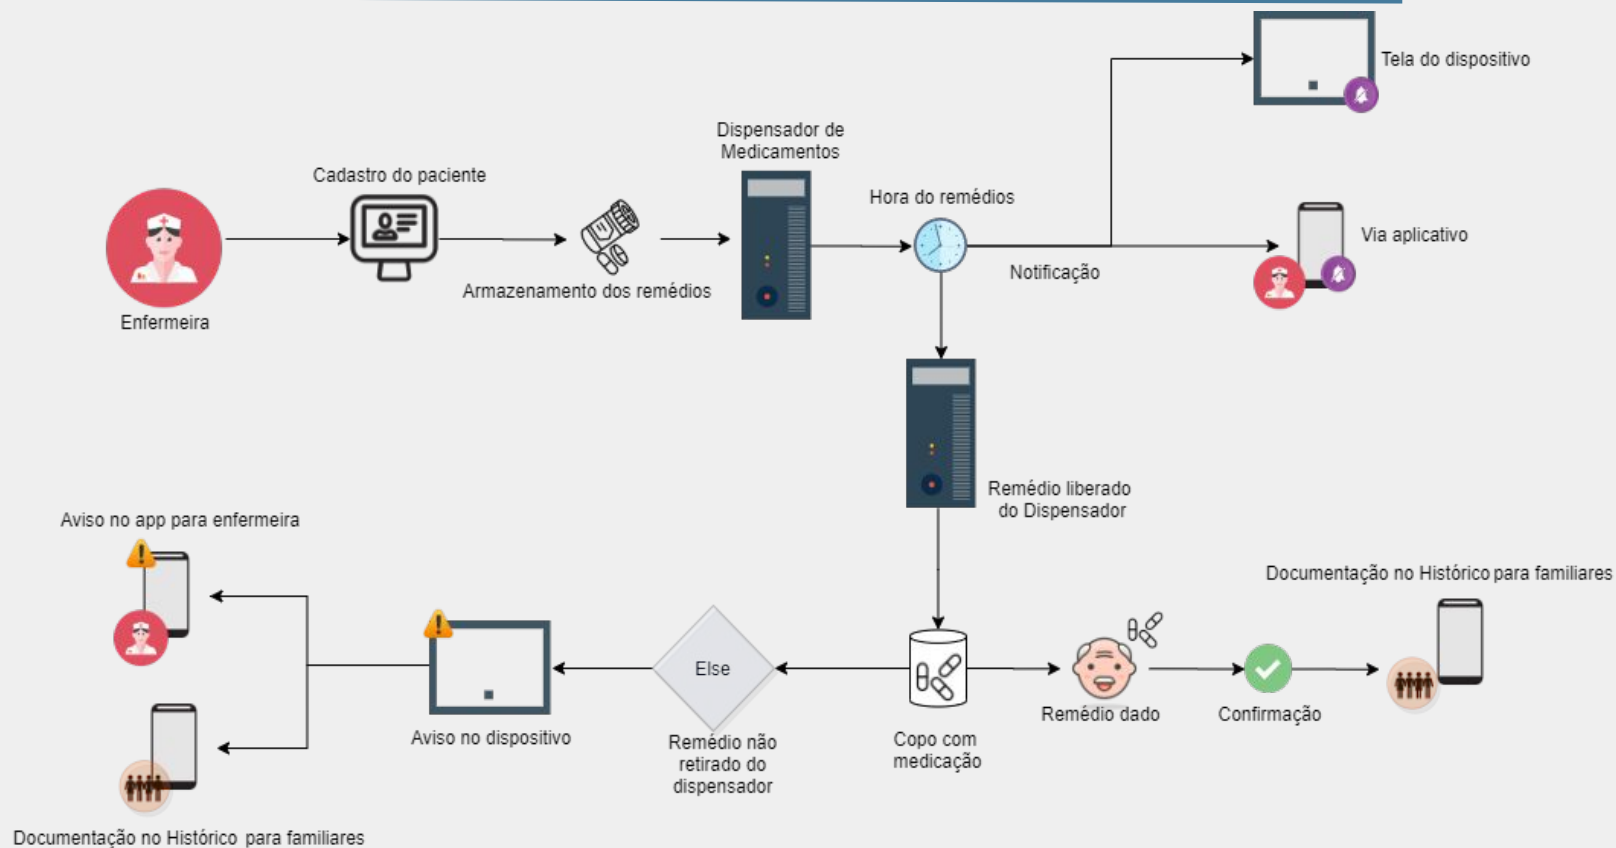 Tela do dispositivo
Dispensador de
Medicamentos
Cadastro do paciente
Hora do remédios
Via aplicativo
Notificação
Armazenamento dos remédios
Enfermeira
Remédio liberado
do Dispensador
Aviso no app para enfermeira
Documentação no Histórico para familiares
Else
Remédio dado
Confirmação
Aviso no dispositivo
Remédio não
retirado do
dispensador
Copo com
medicação
Documentação no Histórico para familiares